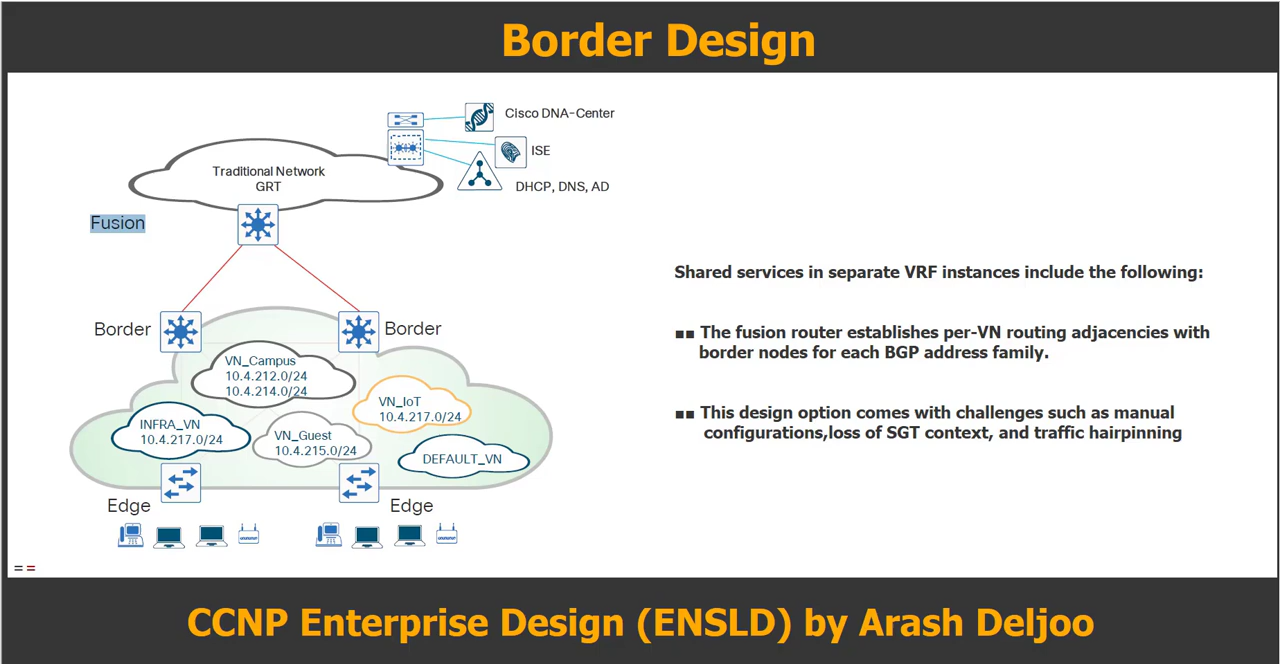 Border Design
Cisco DNA-Center
ISE
DHCP, DNS, AD
Traditional Network
GRT
Fusion
Border
Border
VN_Campus
10.4.212.0/24
10.4.214.0/24
VN_IoT
10.4.217.0/24
INFRA_VN
10.4.217.0/24
VN_Guest
10.4.215.0/24
DEFAULT_VN
Edge
Edge
Shared services in separate VRF instances include the following:
▪▪ The fusion router establishes per-VN routing adjacencies with
border nodes for each BGP address family.
▪▪ This design option comes with challenges such as manual
configurations,loss of SGT context, and traffic hairpinning
CCNP Enterprise Design (ENSLD) by Arash Deljoo